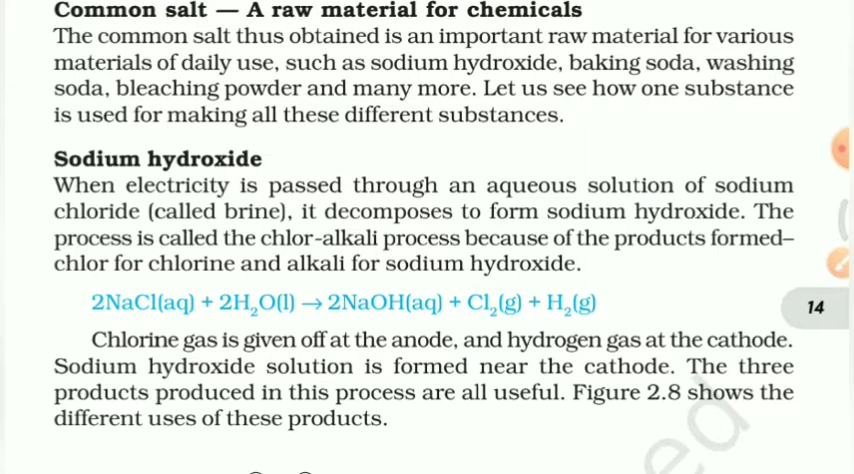 Common salt — A raw material for chemicals
The common salt thus obtained is an important raw material for various
materials of daily use, such as sodium hydroxide, baking soda, washing
soda, bleaching powder and many more. Let us see how one substance
is used for making all these different substances.
Sodium hydroxide
When electricity is passed through an aqueous solution of sodium
chloride (called brine), it decomposes to form sodium hydroxide. The
process is called the chlor-alkali process because of the products formed–
chlor for chlorine and alkali for sodium hydroxide.
2NaCl(aq) + 2H₂O(l) → 2NaOH(aq) + Cl₂(g) + H₂(g)
14
Chlorine gas is given off at the anode, and hydrogen gas at the cathode.
Sodium hydroxide solution is formed near the cathode. The three
products produced in this process are all useful. Figure 2.8 shows the
different uses of these products.
ed